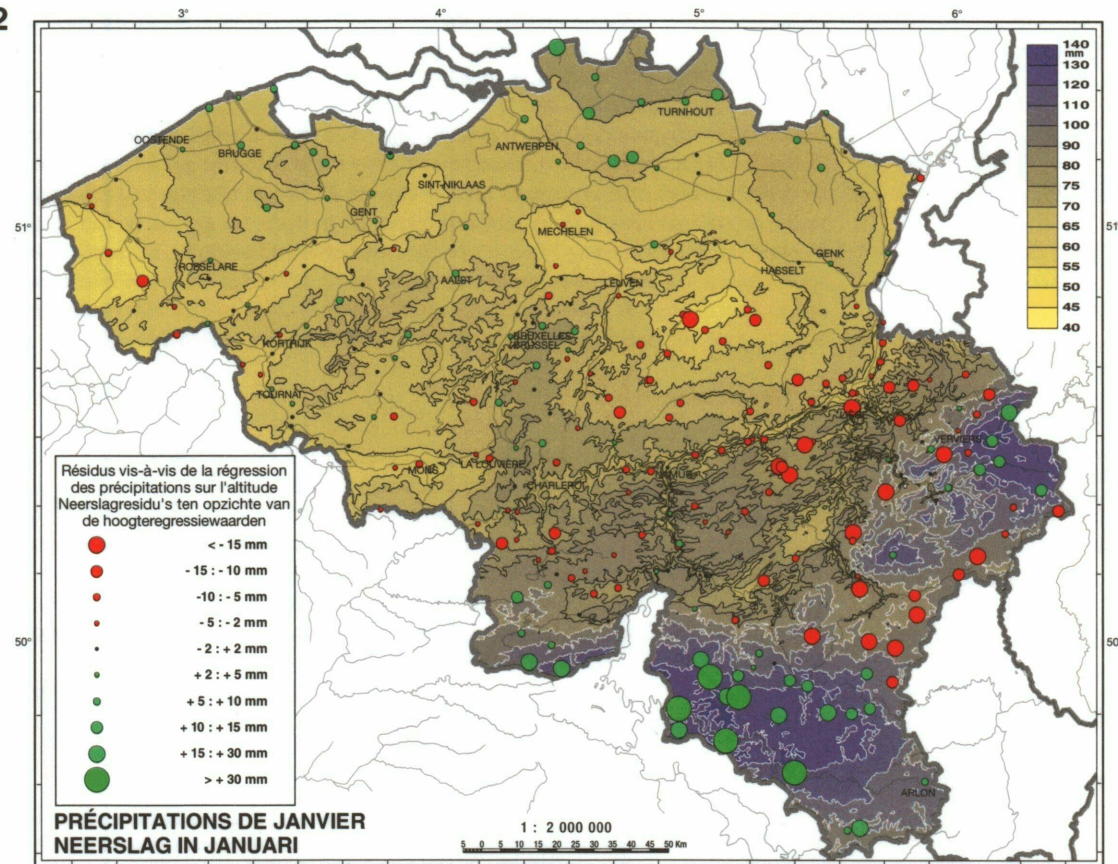 2
3°
4°
5°
6°
51°
51
50°
50
140
mm
130
120
110
100
90
80
75
70
65
60
55
50
45
40
OOSTENDE
BRUGGE
ANTWERPEN
TURNHOUT
SINT-NIKLAAS
GENT
MECHELEN
ROESELARE
AALST
LEUVEN
HASSELT
GENK
BRUXELLES
BRUSSEL
KORTRIJK
TOURNAI
MONS
LA LOUVIÈRE
CHARLEROI
NAMUR
VERVIERS
ARLON
Résidus vis-à-vis de la régression
des précipitations sur l'altitude
Neerslagresidu's ten opzichte van
de hoogteregressiewaarden
< - 15 mm
- 15 : - 10 mm
-10 : - 5 mm
- 5 : - 2 mm
- 2 : + 2 mm
+ 2 : + 5 mm
+ 5 : + 10 mm
+ 10 : + 15 mm
+ 15 : + 30 mm
> + 30 mm
PRÉCIPITATIONS DE JANVIER
NEERSLAG IN JANUARI
1 : 2 000 000
5 0 5 10 15 20 25 30 35 40 45 50 Km